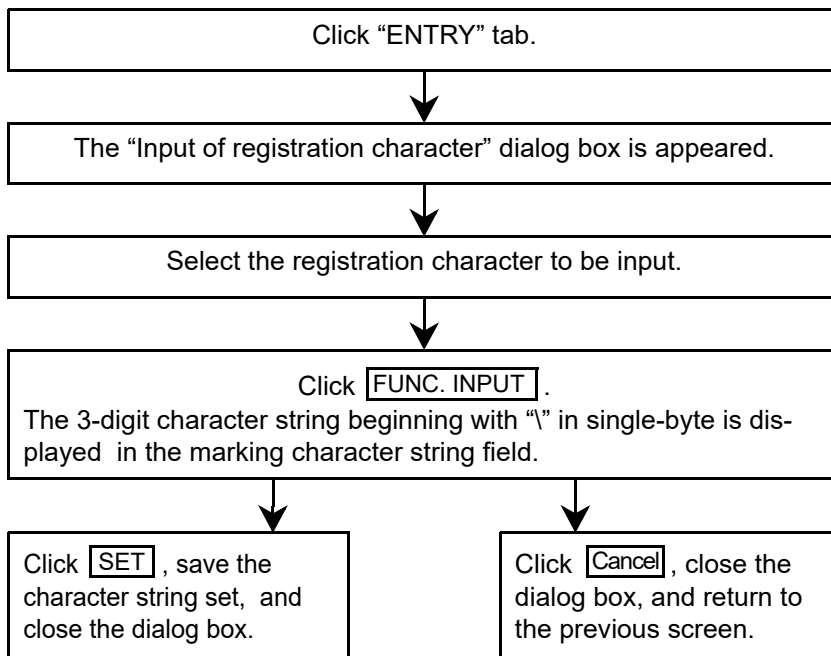 Click “ENTRY” tab.
The “Input of registration character” dialog box is appeared.
Select the registration character to be input.
Click FUNC. INPUT .
The 3-digit character string beginning with “\” in single-byte is dis-
played in the marking character string field.
Click SET , save the
character string set, and
close the dialog box.
Click Cancel , close the
dialog box, and return to
the previous screen.